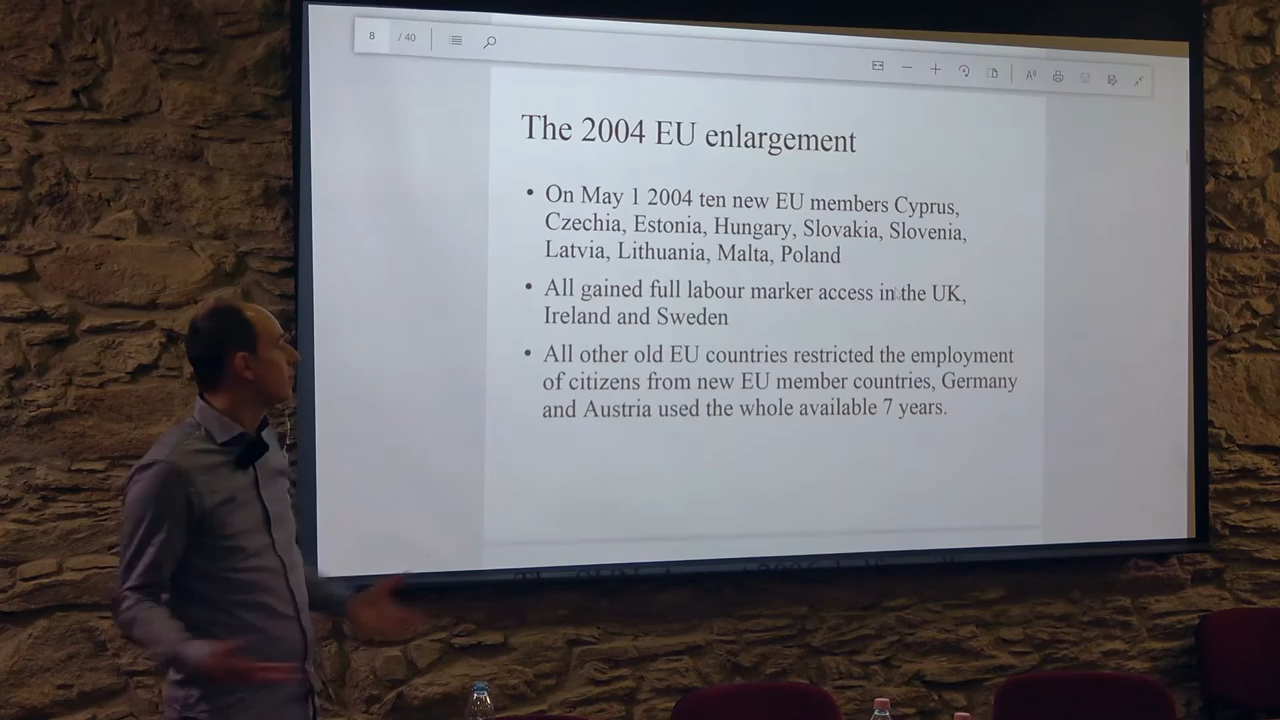 8 / 40
The 2004 EU enlargement
• On May 1 2004 ten new EU members Cyprus,
Czechia, Estonia, Hungary, Slovakia, Slovenia,
Latvia, Lithuania, Malta, Poland
• All gained full labour marker access in the UK,
Ireland and Sweden
• All other old EU countries restricted the employment
of citizens from new EU member countries, Germany
and Austria used the whole available 7 years.